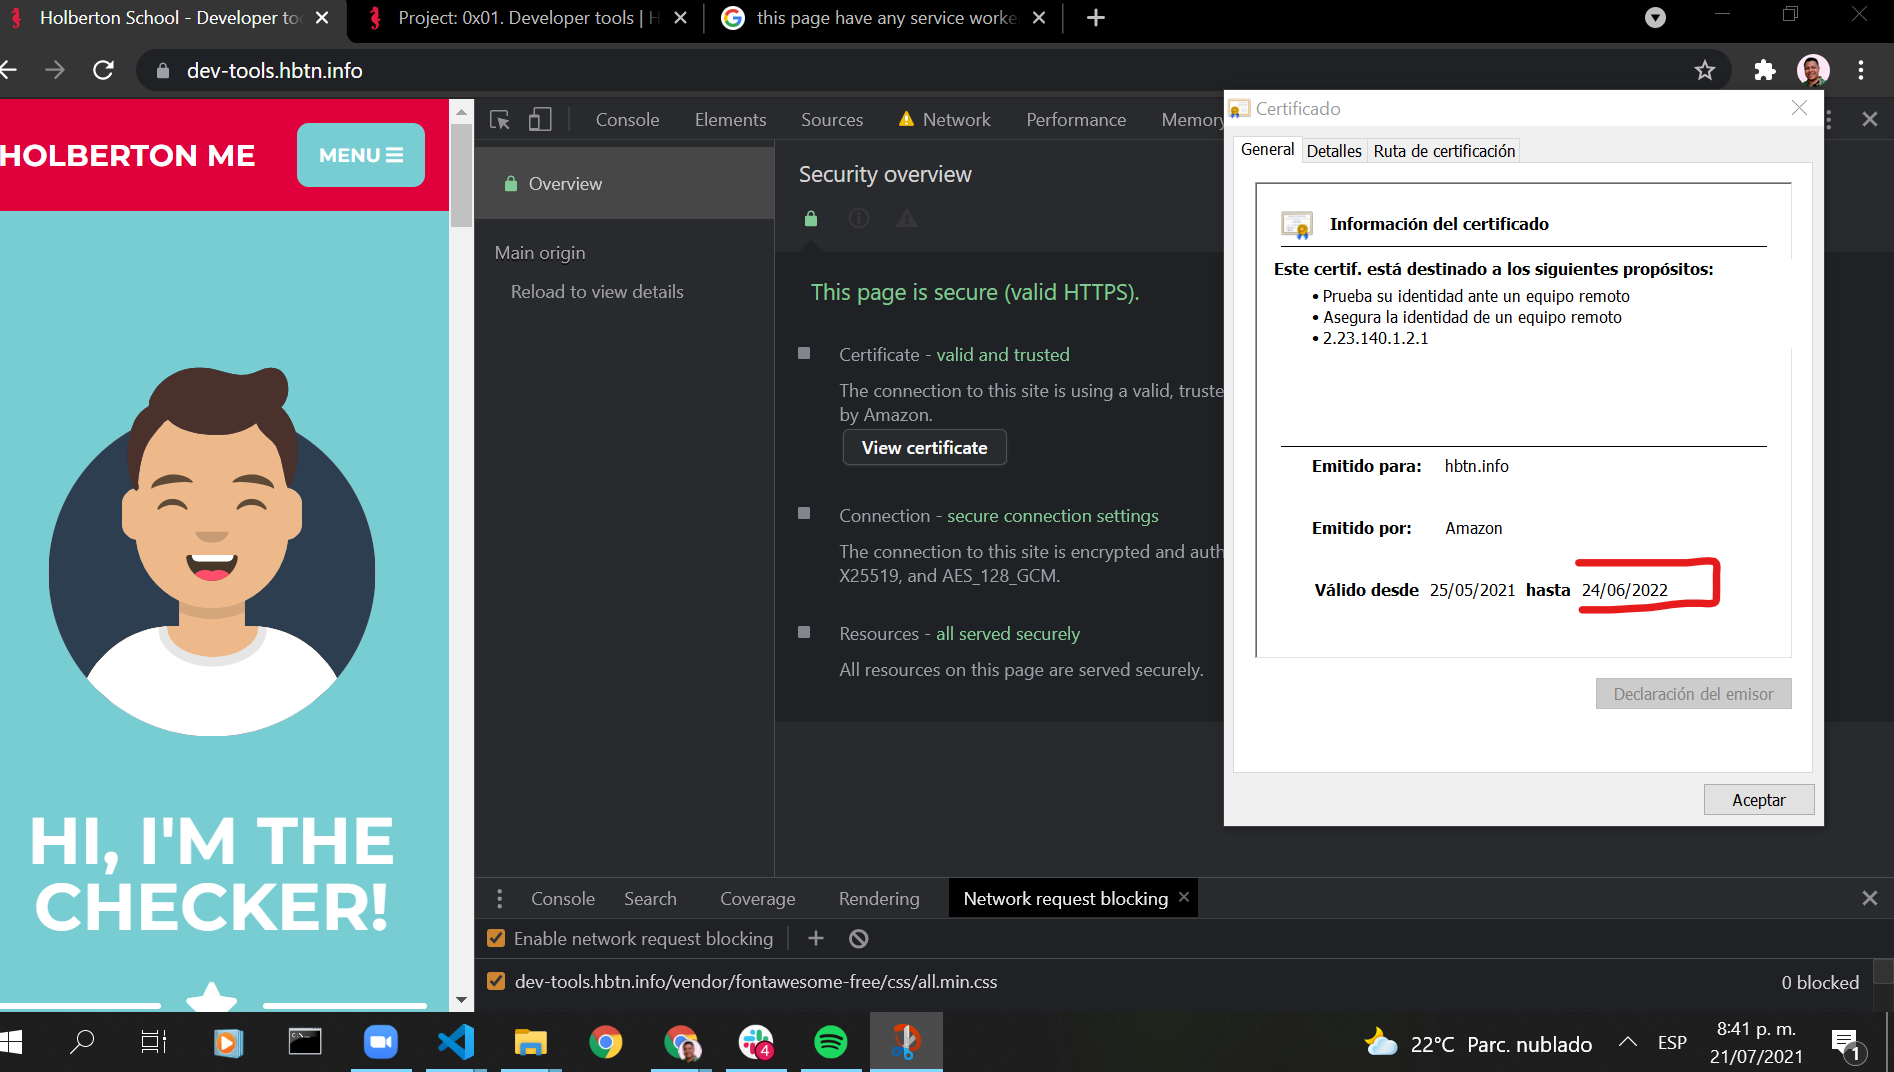 Holberton School - Developer too
Project: 0x01. Developer tools | H
this page have any service worke
dev-tools.hbtn.info
HOLBERTON ME
MENU
HI, I'M THE
CHECKER!
Console
Elements
Sources
Network
Performance
Memory
Overview
Main origin
Reload to view details
Security overview
This page is secure (valid HTTPS).
Certificate - valid and trusted
The connection to this site is using a valid, truste
by Amazon.
View certificate
Connection - secure connection settings
The connection to this site is encrypted and auth
X25519, and AES_128_GCM.
Resources - all served securely
All resources on this page are served securely.
Certificado
General
Detalles
Ruta de certificación
Información del certificado
Este certif. está destinado a los siguientes propósitos:
• Prueba su identidad ante un equipo remoto
• Asegura la identidad de un equipo remoto
• 2.23.140.1.2.1
Emitido para: hbtn.info
Emitido por: Amazon
Válido desde 25/05/2021 hasta 24/06/2022
Declaración del emisor
Aceptar
Console
Search
Coverage
Rendering
Network request blocking
Enable network request blocking
dev-tools.hbtn.info/vendor/fontawesome-free/css/all.min.css
0 blocked
4
22°C Parc. nublado
ESP
8:41 p. m.
21/07/2021
1